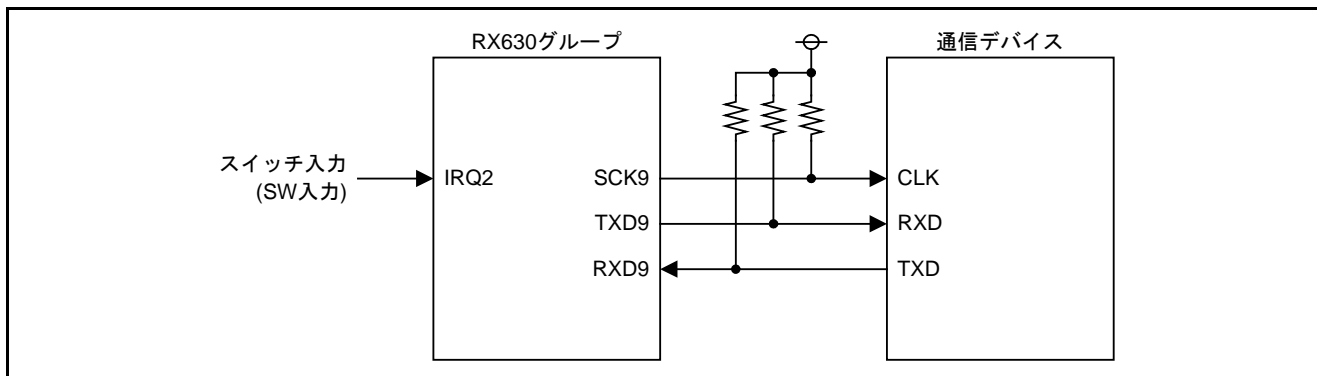 RX630グループ
通信デバイス
スイッチ入力
(SW入力)
IRQ2
SCK9
CLK
TXD9
RXD
RXD9
TXD